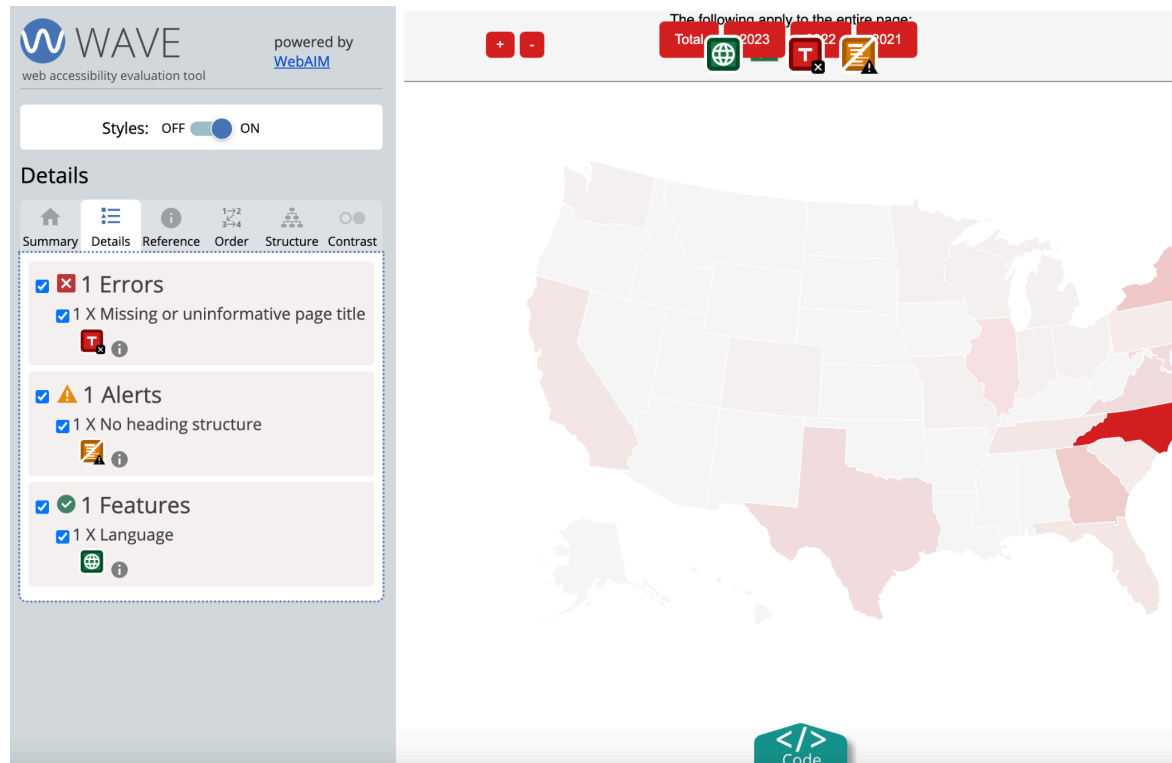 WAVE
web accessibility evaluation tool
powered by
WebAIM
Styles: OFF ON
Details
Summary Details Reference Order Structure Contrast
1 Errors
1 X Missing or uninformative page title
1 Alerts
1 X No heading structure
1 Features
1 X Language
The following apply to the entire page:
+ - Total 2023 2022 2021
</>
Code